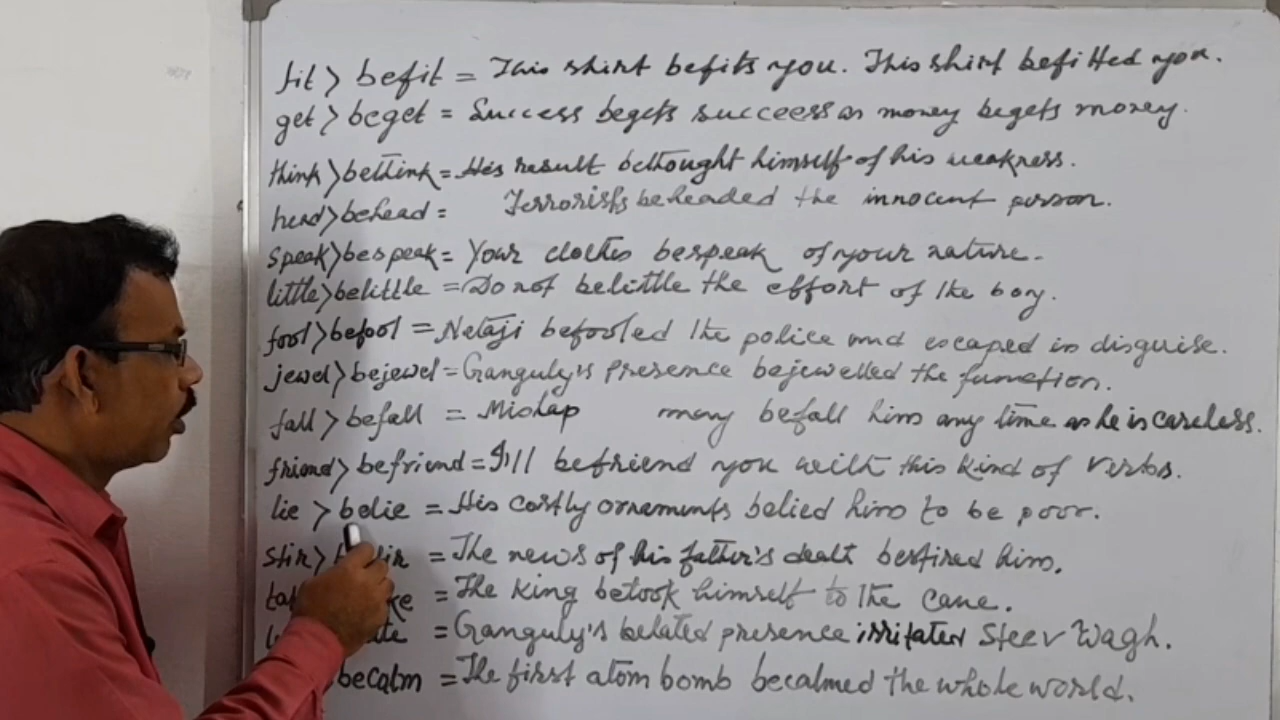 fit > befit = This shirt befits you. This shirt befitted you.
get > beget = Success begets succeess as money begets money.
think > bethink = His result bethought himself of his weakness.
head > behead = Terrorists beheaded the innocent person.
speak > bespeak = Your clothes bespeak of your nature.
little > belittle = Do not belittle the effort of the boy.
fool > befool = Netaji befooled the police and escaped in disguise.
jewel > bejewel = Ganguly's presence bejewelled the function.
fall > befall = Mishap may befall him any time as he is careless.
friend > befriend = I'll befriend you with this kind of verbs.
lie > belie = His costly ornaments belied him to be poor.
stir > = The news of his father's death bestired him.
= The King betook himself to the cane.
= Ganguly's belated presence irritated Steev Wagh.
becalm = The first atom bomb becalmed the whole world.